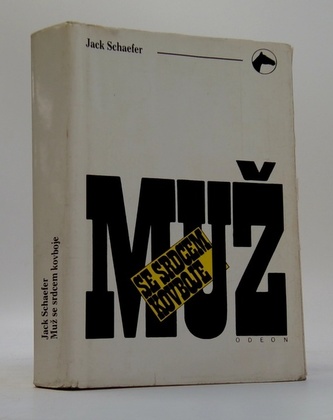 Jack Schaefer
MUŽ
SE SRDCEM
KOVBOJE
ODEON
Jack Schaefer
Muž se srdcem kovboje